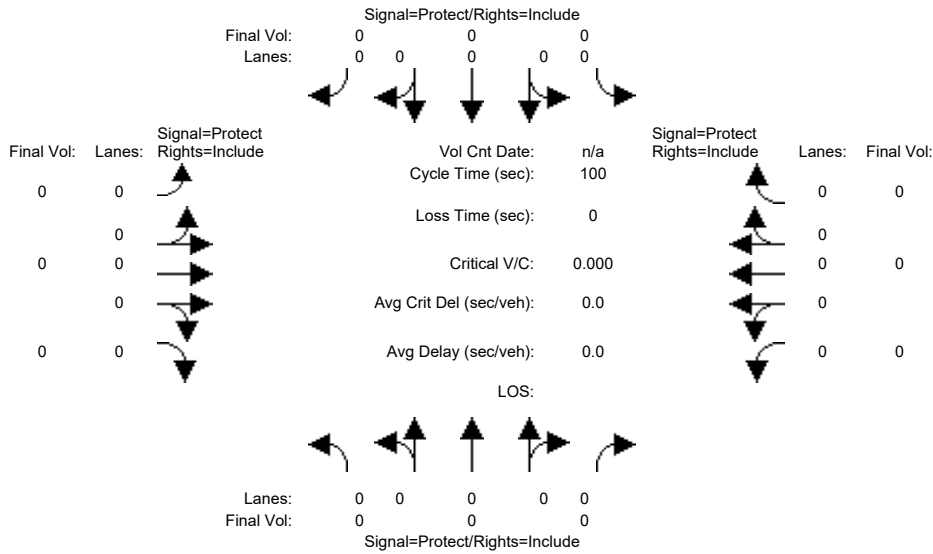 Signal=Protect/Rights=Include
Final Vol: 0 0 0
Lanes: 0 0 0 0 0
Signal=Protect
Final Vol: Lanes: Rights=Include
Vol Cnt Date: n/a
Signal=Protect
Rights=Include Lanes: Final Vol:
Cycle Time (sec): 100
0 0
0 0
Loss Time (sec): 0
0
0
0 0
Critical V/C: 0.000
0 0
0
Avg Crit Del (sec/veh): 0.0
0
0 0
Avg Delay (sec/veh): 0.0
0 0
LOS:
Lanes: 0 0 0 0 0
Final Vol: 0 0 0
Signal=Protect/Rights=Include